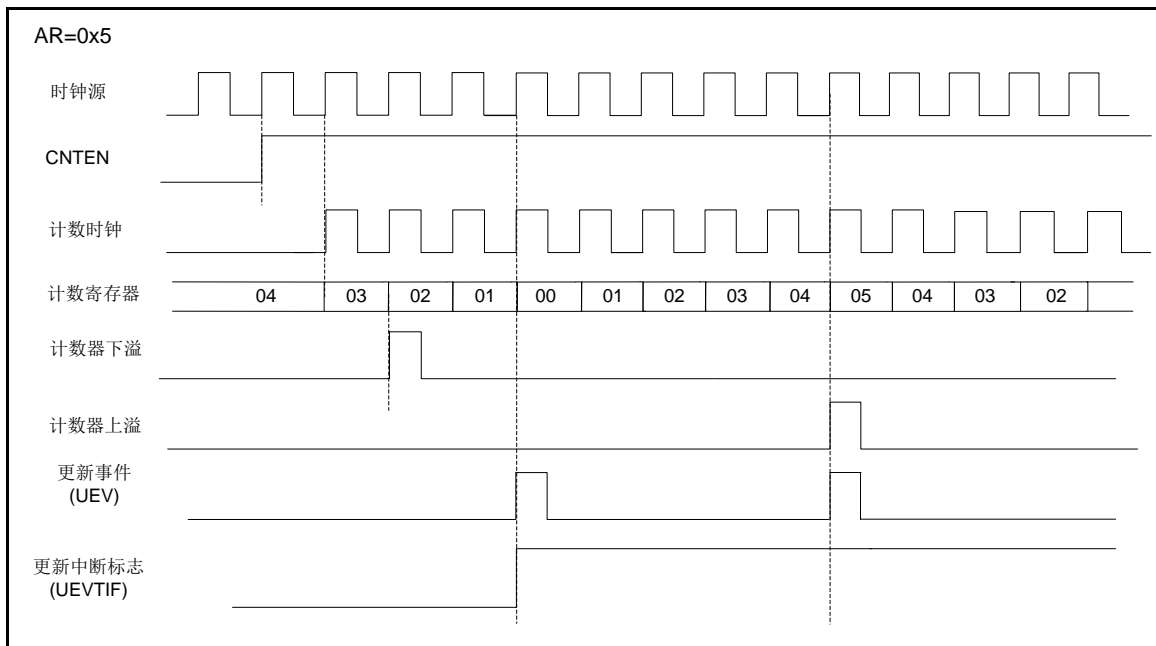 AR=0x5
时钟源
CNTEN
计数时钟
计数寄存器
04 03 02 01 00 01 02 03 04 05 04 03 02
计数器下溢
计数器上溢
更新事件
(UEV)
更新中断标志
(UEVTIF)